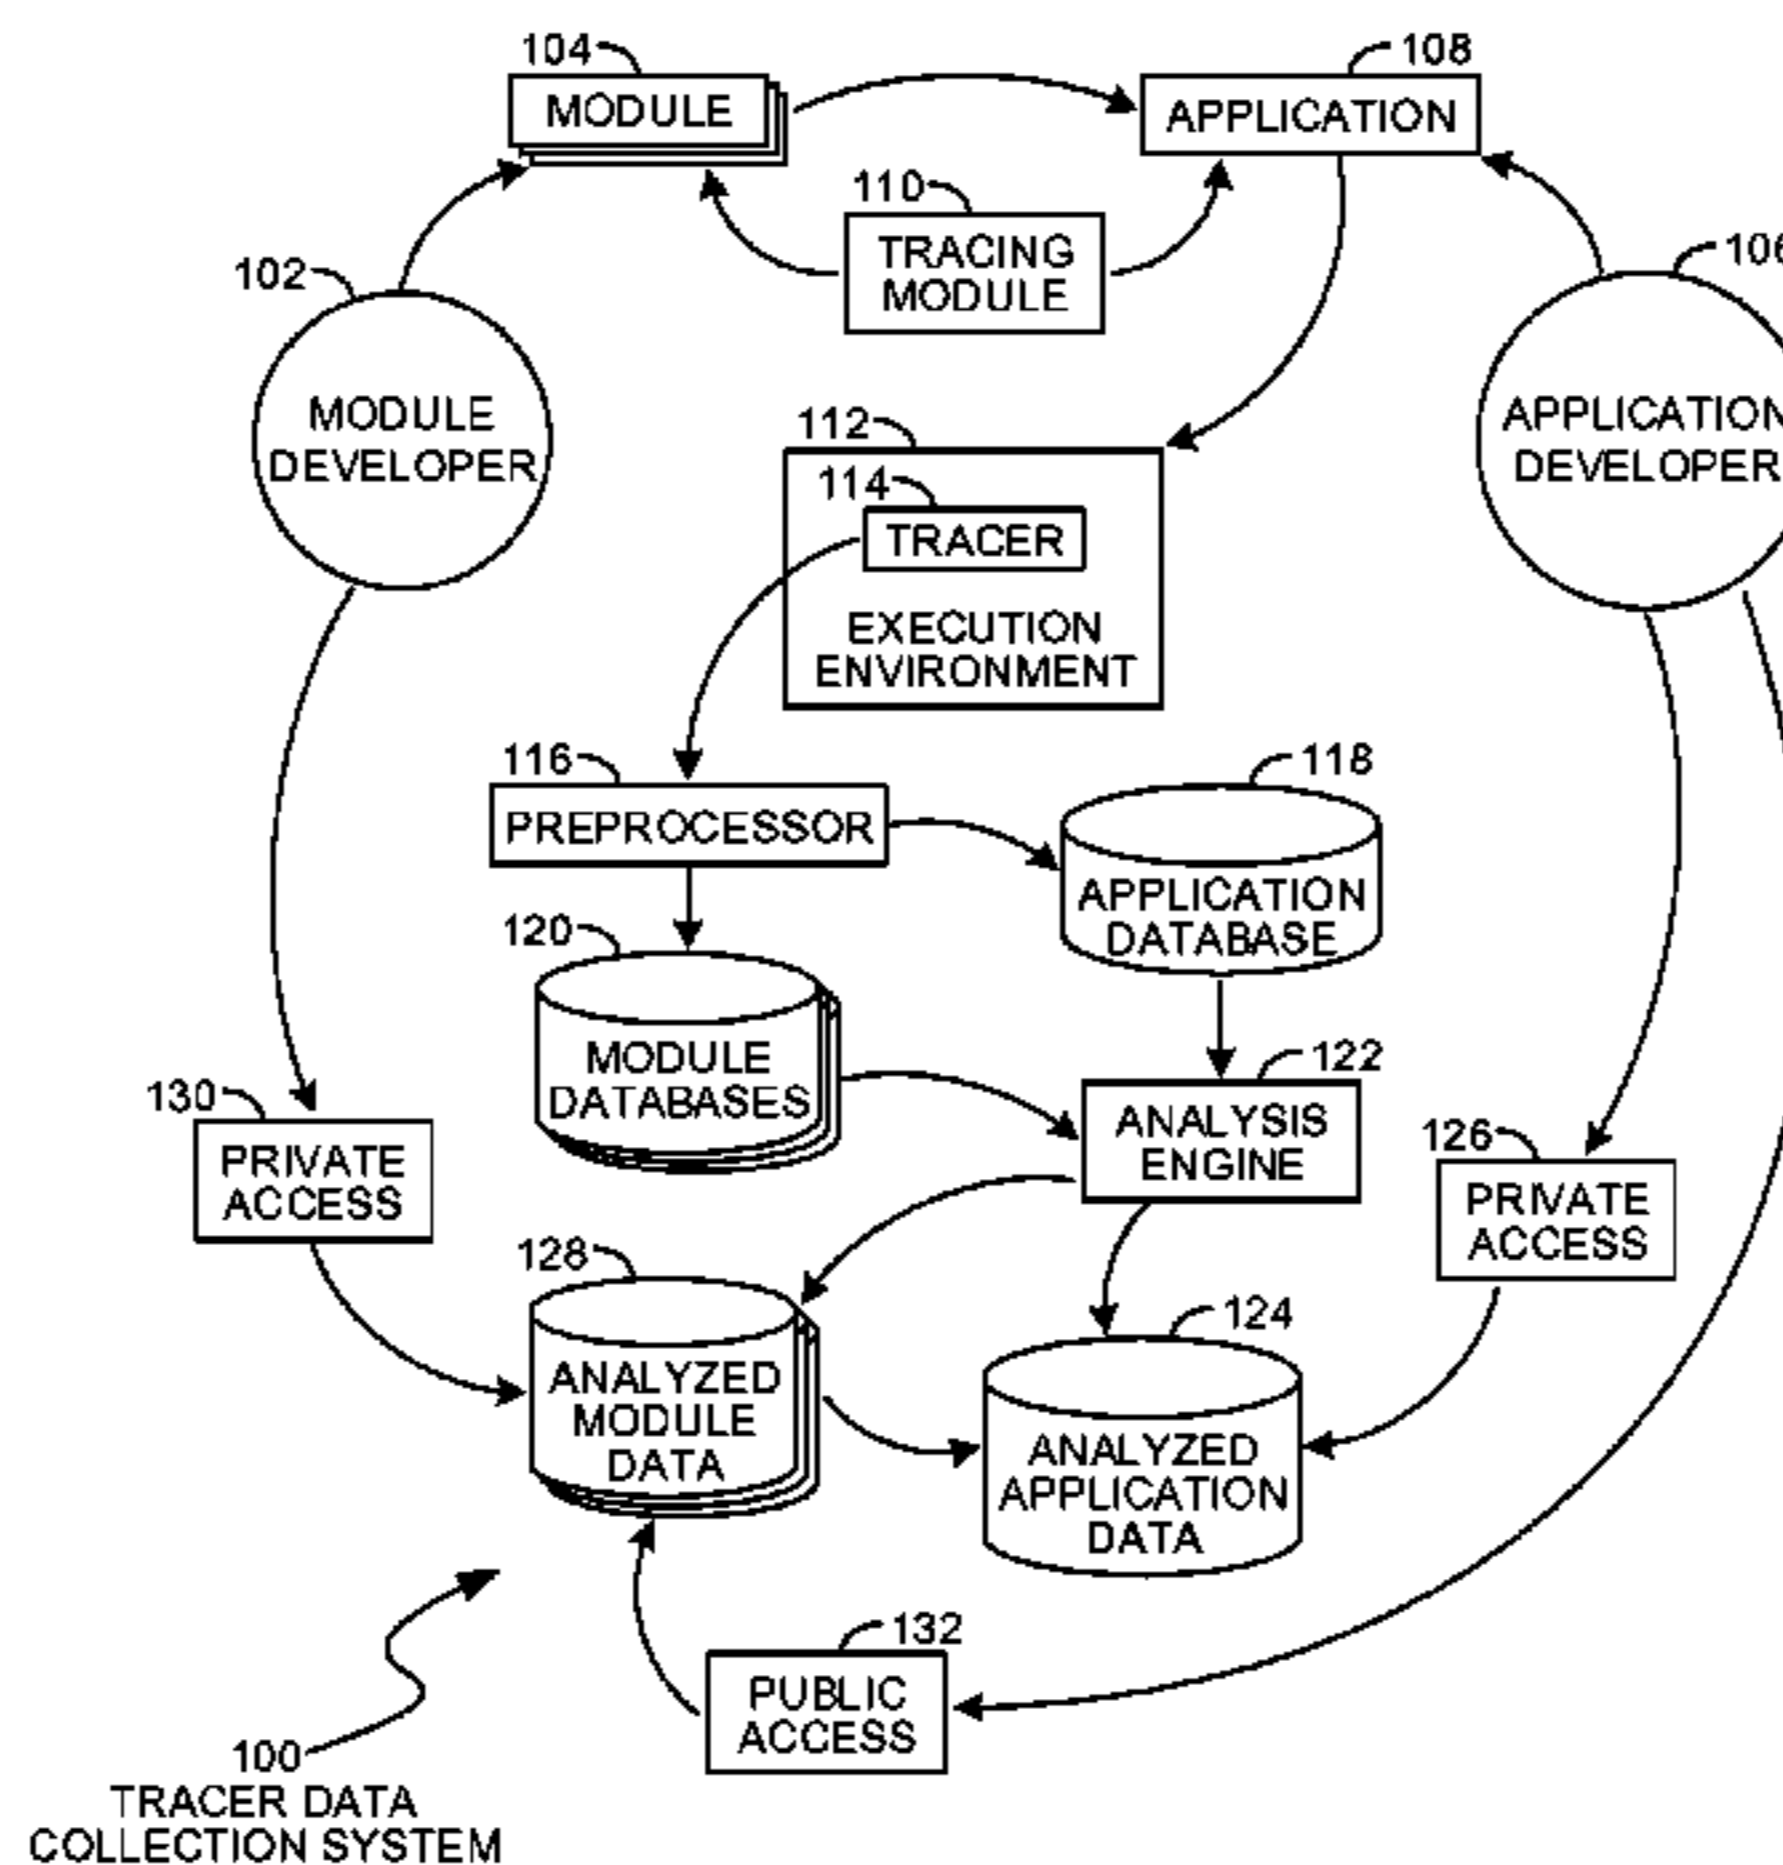 104
MODULE
108
APPLICATION
110
TRACING
MODULE
102
MODULE
DEVELOPER
106
APPLICATION
DEVELOPER
112
114
TRACER
EXECUTION
ENVIRONMENT
116
PREPROCESSOR
118
APPLICATION
DATABASE
120
MODULE
DATABASES
122
ANALYSIS
ENGINE
130
PRIVATE
ACCESS
126
PRIVATE
ACCESS
128
ANALYZED
MODULE
DATA
124
ANALYZED
APPLICATION
DATA
132
PUBLIC
ACCESS
100
TRACER DATA
COLLECTION SYSTEM